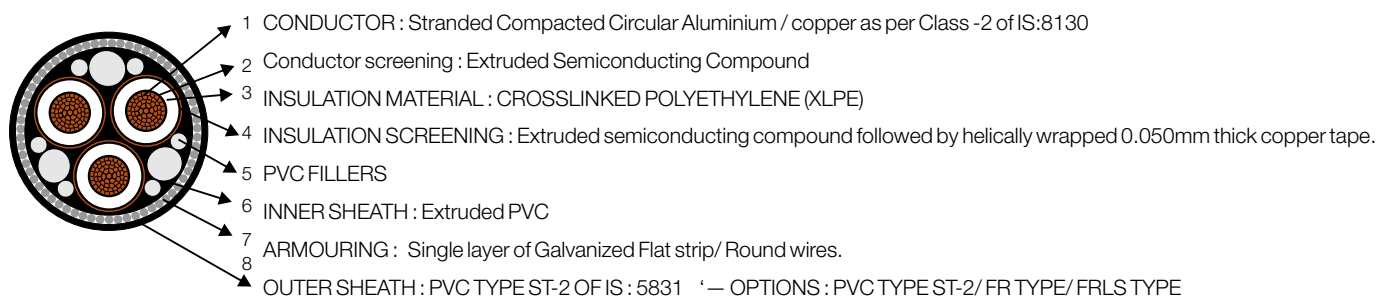 1 CONDUCTOR : Stranded Compacted Circular Aluminium / copper as per Class -2 of IS:8130
2 Conductor screening : Extruded Semiconducting Compound
3 INSULATION MATERIAL : CROSSLINKED POLYETHYLENE (XLPE)
4 INSULATION SCREENING : Extruded semiconducting compound followed by helically wrapped 0.050mm thick copper tape.
5 PVC FILLERS
6 INNER SHEATH : Extruded PVC
7 ARMOURING : Single layer of Galvanized Flat strip/ Round wires.
8 OUTER SHEATH : PVC TYPE ST-2 OF IS : 5831 ‘— OPTIONS : PVC TYPE ST-2/ FR TYPE/ FRLS TYPE